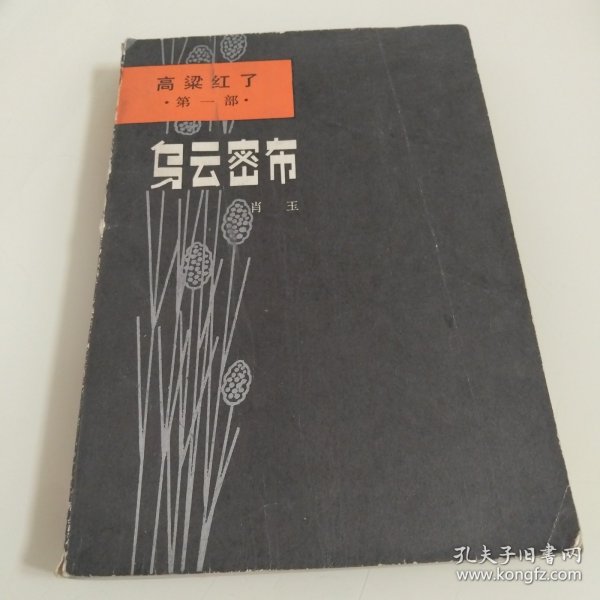 高粱红了
·第一部·
乌云密布
肖 玉
孔夫子旧书网
www.kongfz.com